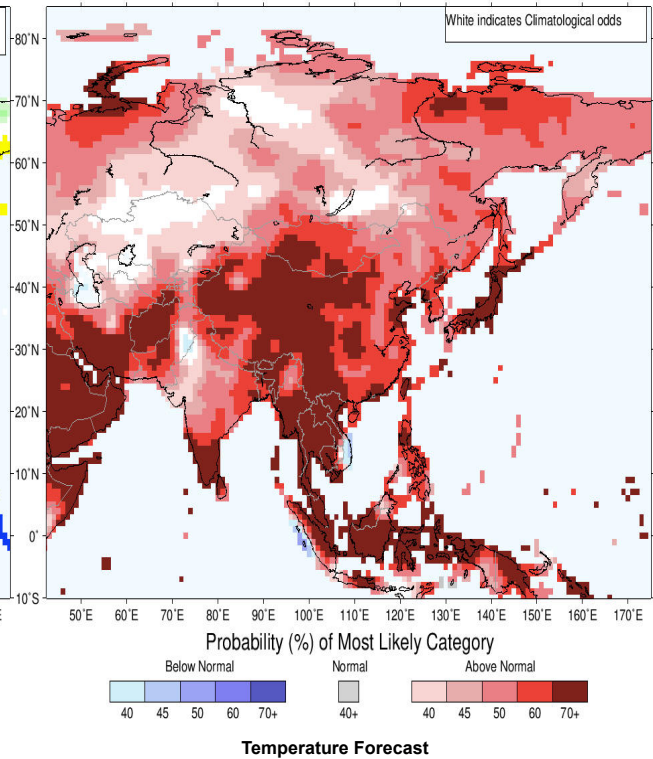 White indicates Climatological odds
80°N
70°N
60°N
50°N
40°N
30°N
20°N
10°N
0°
10°S
E
50°E 60°E 70°E 80°E 90°E 100°E 110°E 120°E 130°E 140°E 150°E 160°E 170°E
Probability (%) of Most Likely Category
Below Normal Normal Above Normal
40 45 50 60 70+ 40+ 40 45 50 60 70+
Temperature Forecast